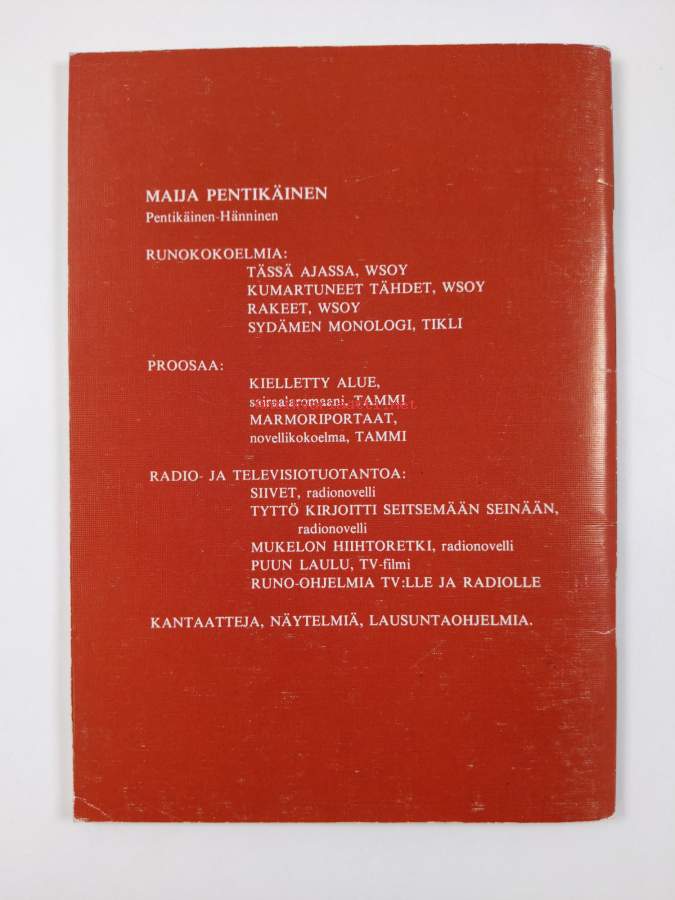 MAIJA PENTIKÄINEN
Pentikäinen-Hänninen
RUNOKOKOELMIA:
TÄSSÄ AJASSA, WSOY
KUMARTUNEET TÄHDET, WSOY
RAKEET, WSOY
SYDÄMEN MONOLOGI, TIKLI
PROOSAA:
KIELLETTY ALUE,
sairaalaromaani, TAMMI
MARMORIPORTAAT,
novellikokoelma, TAMMI
RADIO- JA TELEVISIOTUOTANTOA:
SIIVET, radionovelli
TYTTÖ KIRJOITTI SEITSEMÄÄN SEINÄÄN,
radionovelli
MUKELON HIIHTORETKI, radionovelli
PUUN LAULU, TV-filmi
RUNO-OHJELMIA TV:LLE JA RADIOLLE
KANTAATTEJA, NÄYTELMIÄ, LAUSUNTAOHJELMIA.